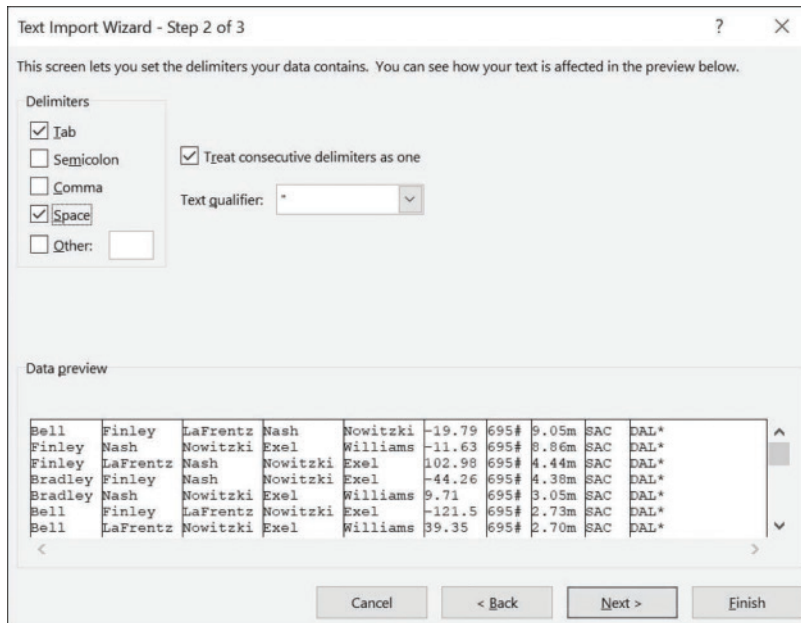 Text Import Wizard - Step 2 of 3 ? ×
This screen lets you set the delimiters your data contains. You can see how your text is affected in the preview below.
Delimiters
Tab
Semicolon
Comma
Space
Other:
Treat consecutive delimiters as one
Text qualifier: "
Data preview
Bell Finley LaFrentz Nash Nowitzki -19.79 695# 9.05m SAC DAL*
Finley Nash Nowitzki Exel Williams -11.63 695# 8.86m SAC DAL*
Finley LaFrentz Nash Nowitzki Exel 102.98 695# 4.44m SAC DAL*
Bradley Finley Nash Nowitzki Exel -44.26 695# 4.38m SAC DAL*
Bradley Nash Nowitzki Exel Williams 9.71 695# 3.05m SAC DAL*
Bell Finley LaFrentz Nowitzki Exel -121.5 695# 2.73m SAC DAL*
Bell LaFrentz Nowitzki Exel Williams 39.35 695# 2.70m SAC DAL*
Cancel < Back Next > Finish